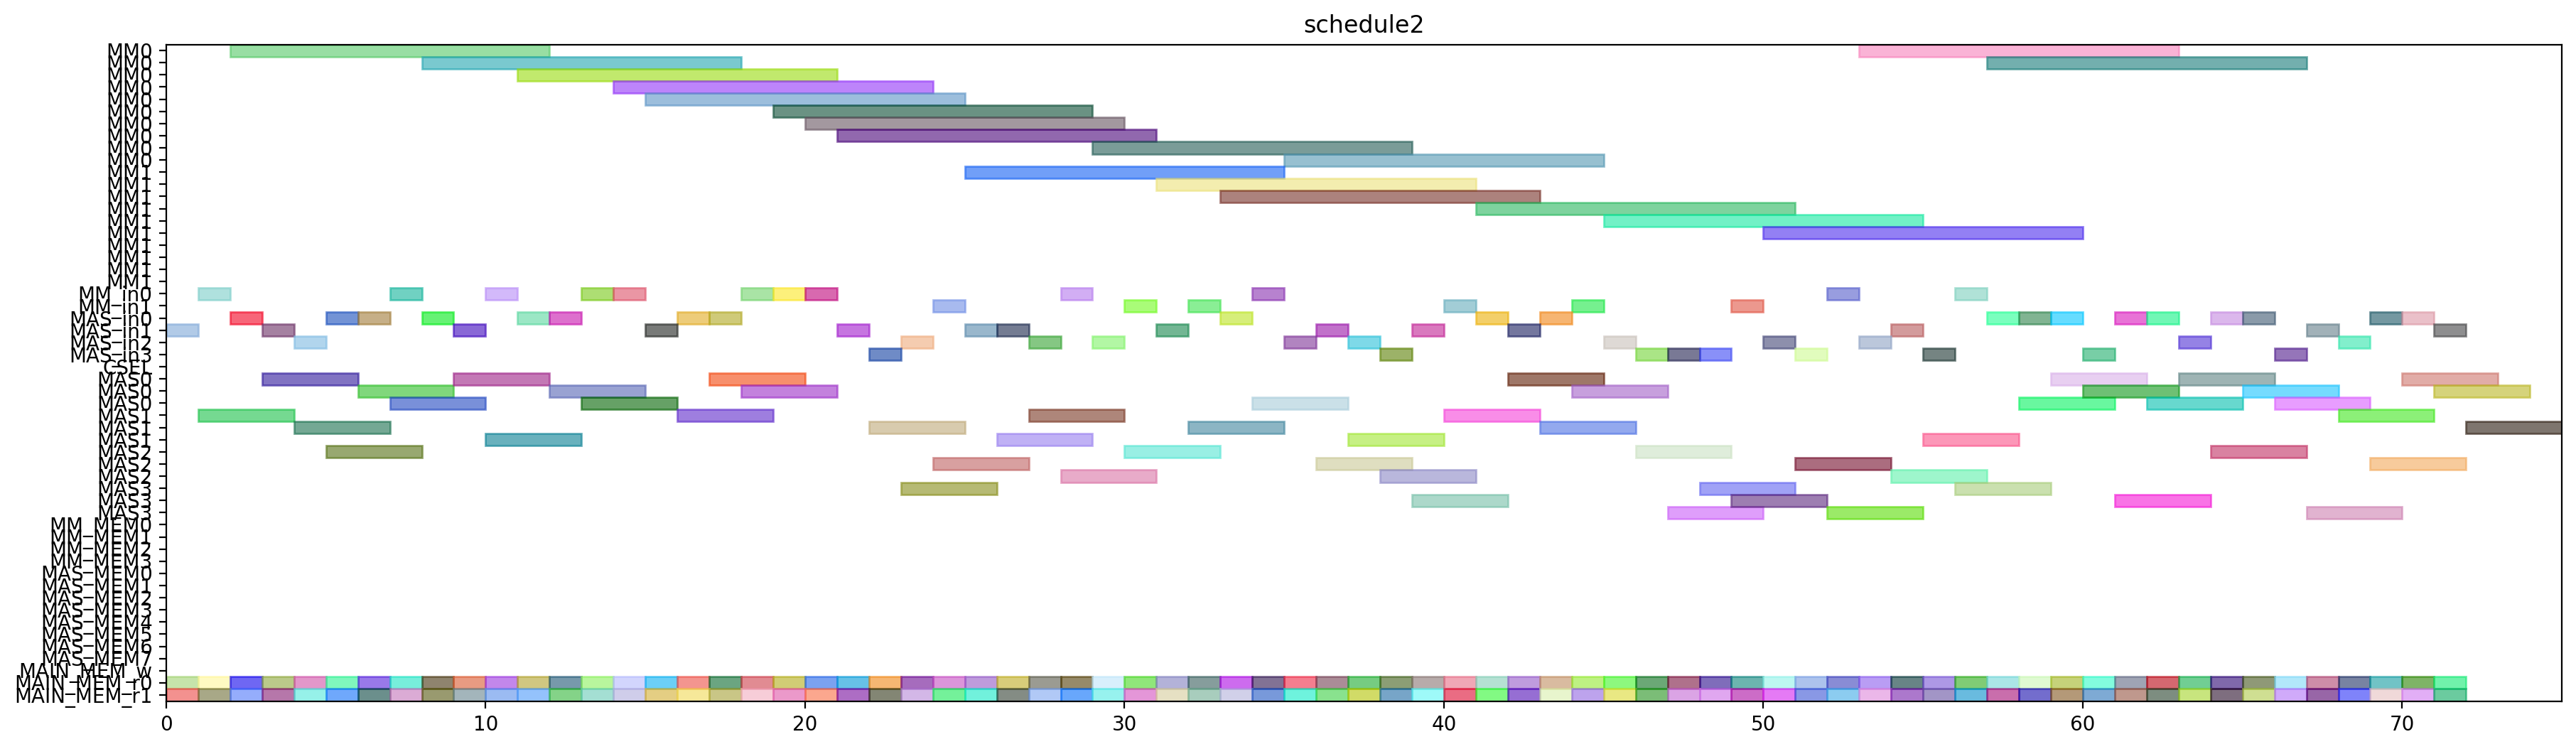 schedule2
MM0
MM0
MM0
MM0
MM0
MM0
MM0
MM0
MM0
MM0
MM1
MM1
MM1
MM1
MM1
MM1
MM1
MM1
MM1
MM1
MM_in0
MM_in1
MAS_in0
MAS_in1
MAS_in2
MAS_in3
CSEL
MAS0
MAS0
MAS0
MAS1
MAS1
MAS1
MAS2
MAS2
MAS2
MAS3
MAS3
MAS3
MM_MEM0
MM_MEM1
MM_MEM2
MM_MEM3
MAS_MEM0
MAS_MEM1
MAS_MEM2
MAS_MEM3
MAS_MEM4
MAS_MEM5
MAS_MEM6
MAS_MEM7
MAIN_MEM_w
MAIN_MEM_r0
MAIN_MEM_r1
0 10 20 30 40 50 60 70